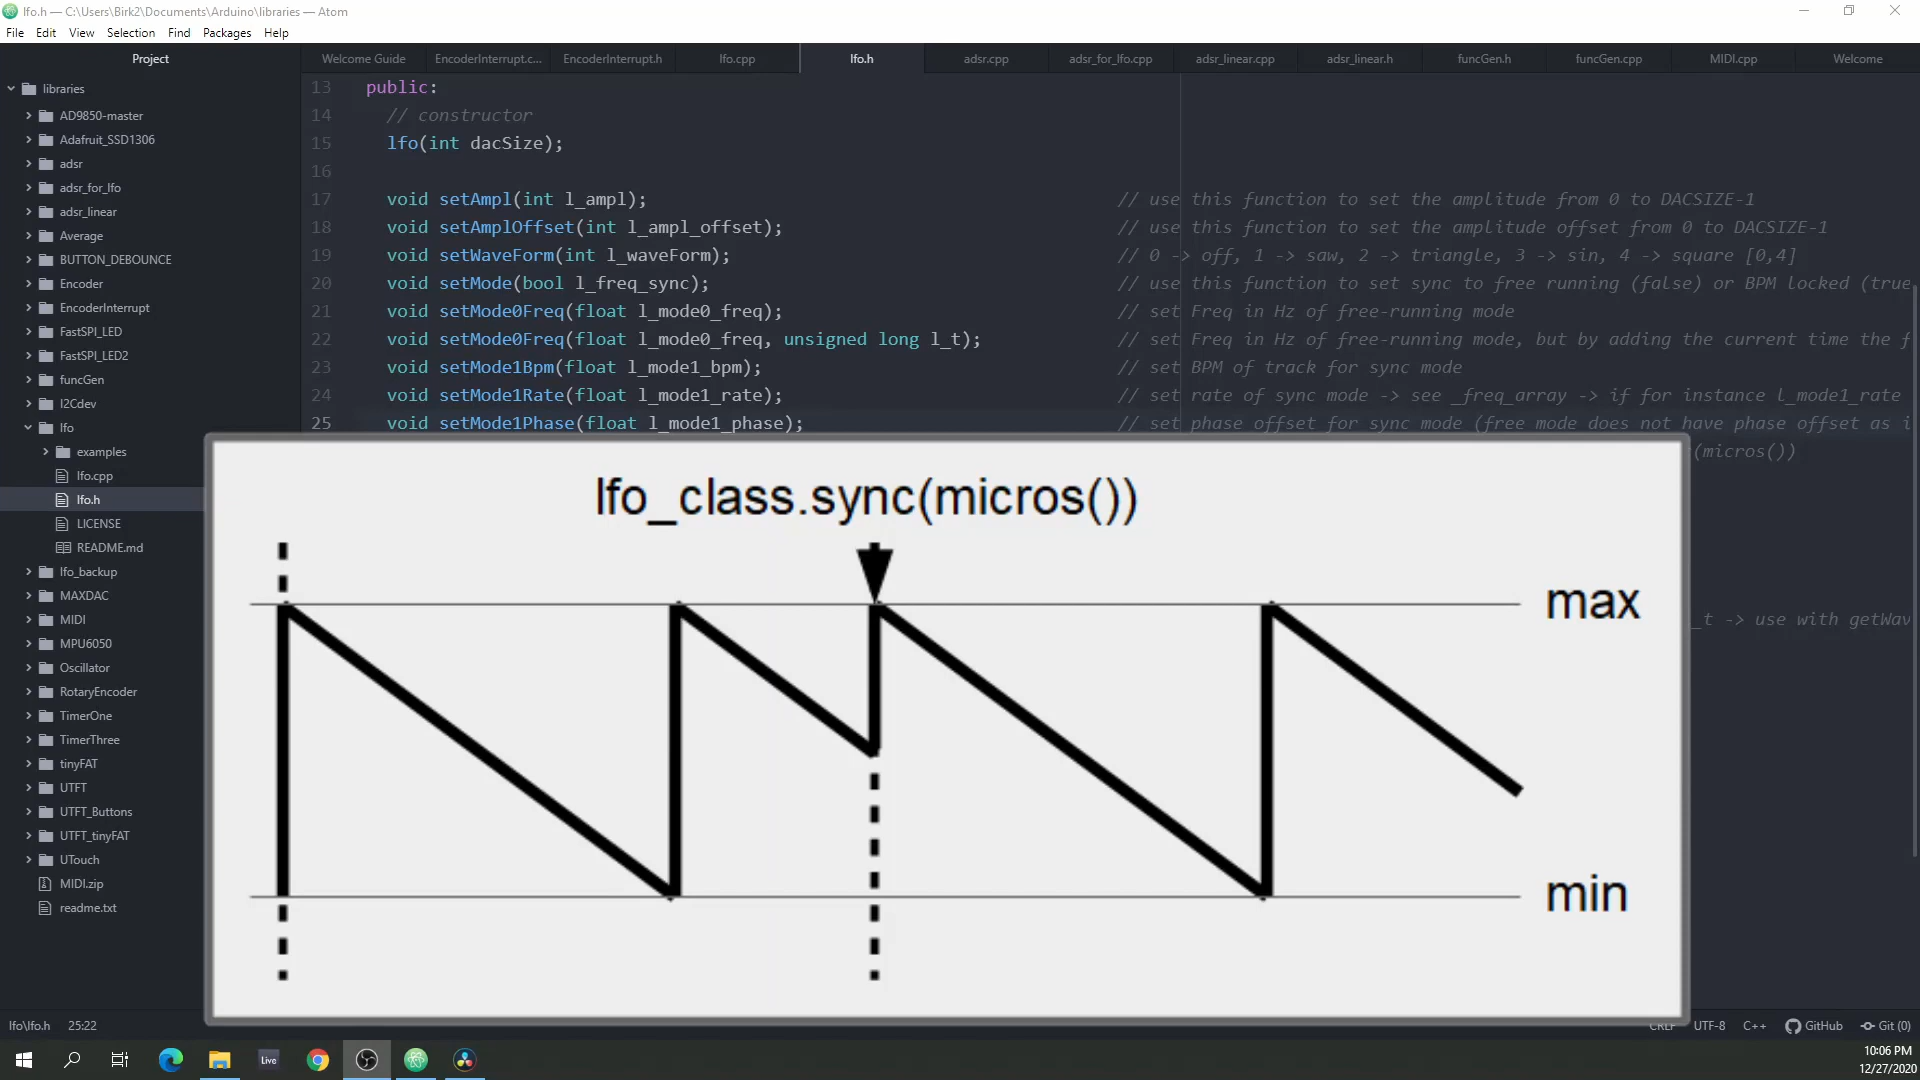 lfo.h — C:\Users\Birk2\Documents\Arduino\libraries — Atom
File Edit View Selection Find Packages Help
Project
Welcome Guide EncoderInterrupt.c... EncoderInterrupt.h lfo.cpp lfo.h adsr.cpp adsr_for_lfo.cpp adsr_linear.cpp adsr_linear.h funcGen.h funcGen.cpp MIDI.cpp Welcome
libraries
AD9850-master
Adafruit_SSD1306
adsr
adsr_for_lfo
adsr_linear
Average
BUTTON_DEBOUNCE
Encoder
EncoderInterrupt
FastSPI_LED
FastSPI_LED2
funcGen
I2Cdev
lfo
examples
lfo.cpp
lfo.h
LICENSE
README.md
lfo_backup
MAXDAC
MIDI
MPU6050
Oscillator
RotaryEncoder
TimerOne
TimerThree
tinyFAT
UTFT
UTFT_Buttons
UTFT_tinyFAT
UTouch
MIDI.zip
readme.txt
13 public:
14 // constructor
15 lfo(int dacSize);
16
17 void setAmpl(int l_ampl); // use this function to set the amplitude from 0 to DACSIZE-1
18 void setAmplOffset(int l_ampl_offset); // use this function to set the amplitude offset from 0 to DACSIZE-1
19 void setWaveForm(int l_waveForm); // 0 -> off, 1 -> saw, 2 -> triangle, 3 -> sin, 4 -> square [0,4]
20 void setMode(bool l_freq_sync); // use this function to set sync to free running (false) or BPM locked (true
21 void setMode0Freq(float l_mode0_freq); // set Freq in Hz of free-running mode
22 void setMode0Freq(float l_mode0_freq, unsigned long l_t); // set Freq in Hz of free-running mode, but by adding the current time the f
23 void setMode1Bpm(float l_mode1_bpm); // set BPM of track for sync mode
24 void setMode1Rate(float l_mode1_rate); // set rate of sync mode -> see _freq_array -> if for instance l_mode1_rate
25 void setMode1Phase(float l_mode1_phase); // set phase offset for sync mode (free mode does not have phase offset as i
(micros())
_t -> use with getWav
lfo_class.sync(micros())
max
min
lfo\lfo.h 25:22
CRLF UTF-8 C++ GitHub Git (0)
Live
10:06 PM
12/27/2020